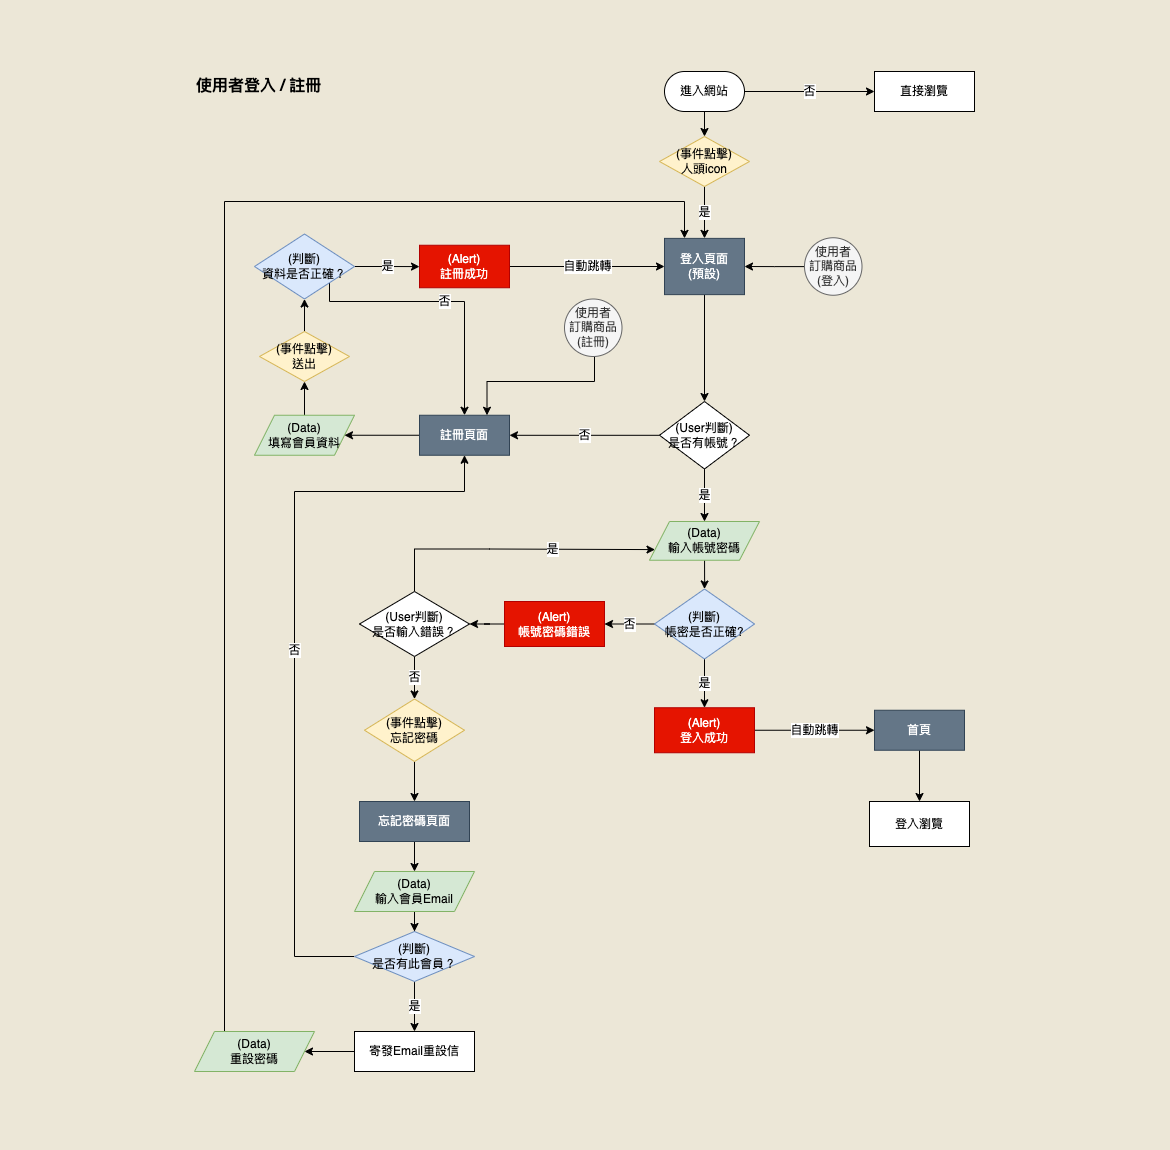 使用者登入 / 註冊
進入網站
否
直接瀏覽
(事件點擊)
人頭icon
是
(判斷)
資料是否正確？
是
(Alert)
註冊成功
自動跳轉
登入頁面
(預設)
使用者
訂購商品
(登入)
否
使用者
訂購商品
(註冊)
(事件點擊)
送出
(Data)
填寫會員資料
註冊頁面
否
(User判斷)
是否有帳號？
是
(Data)
輸入帳號密碼
是
(User判斷)
是否輸入錯誤？
(Alert)
帳號密碼錯誤
否
(判斷)
帳密是否正確?
否
否
是
(事件點擊)
忘記密碼
(Alert)
登入成功
自動跳轉
首頁
忘記密碼頁面
登入瀏覽
(Data)
輸入會員Email
(判斷)
是否有此會員？
是
(Data)
重設密碼
寄發Email重設信